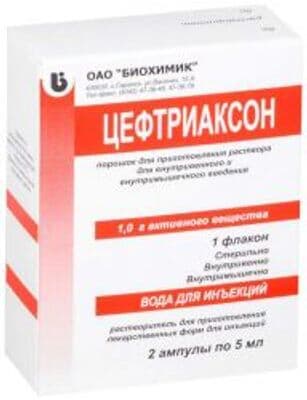 ОАО "БИОХИМИК"
ЦЕФТРИАКСОН
порошок для приготовления раствора
для внутривенного и
внутримышечного введения
1,0 г активного вещества
1 флакон
Стерильно
Внутривенно
Внутримышечно
ВОДА ДЛЯ ИНЪЕКЦИЙ
растворитель для приготовления
лекарственных форм для инъекций
2 ампулы по 5 мл